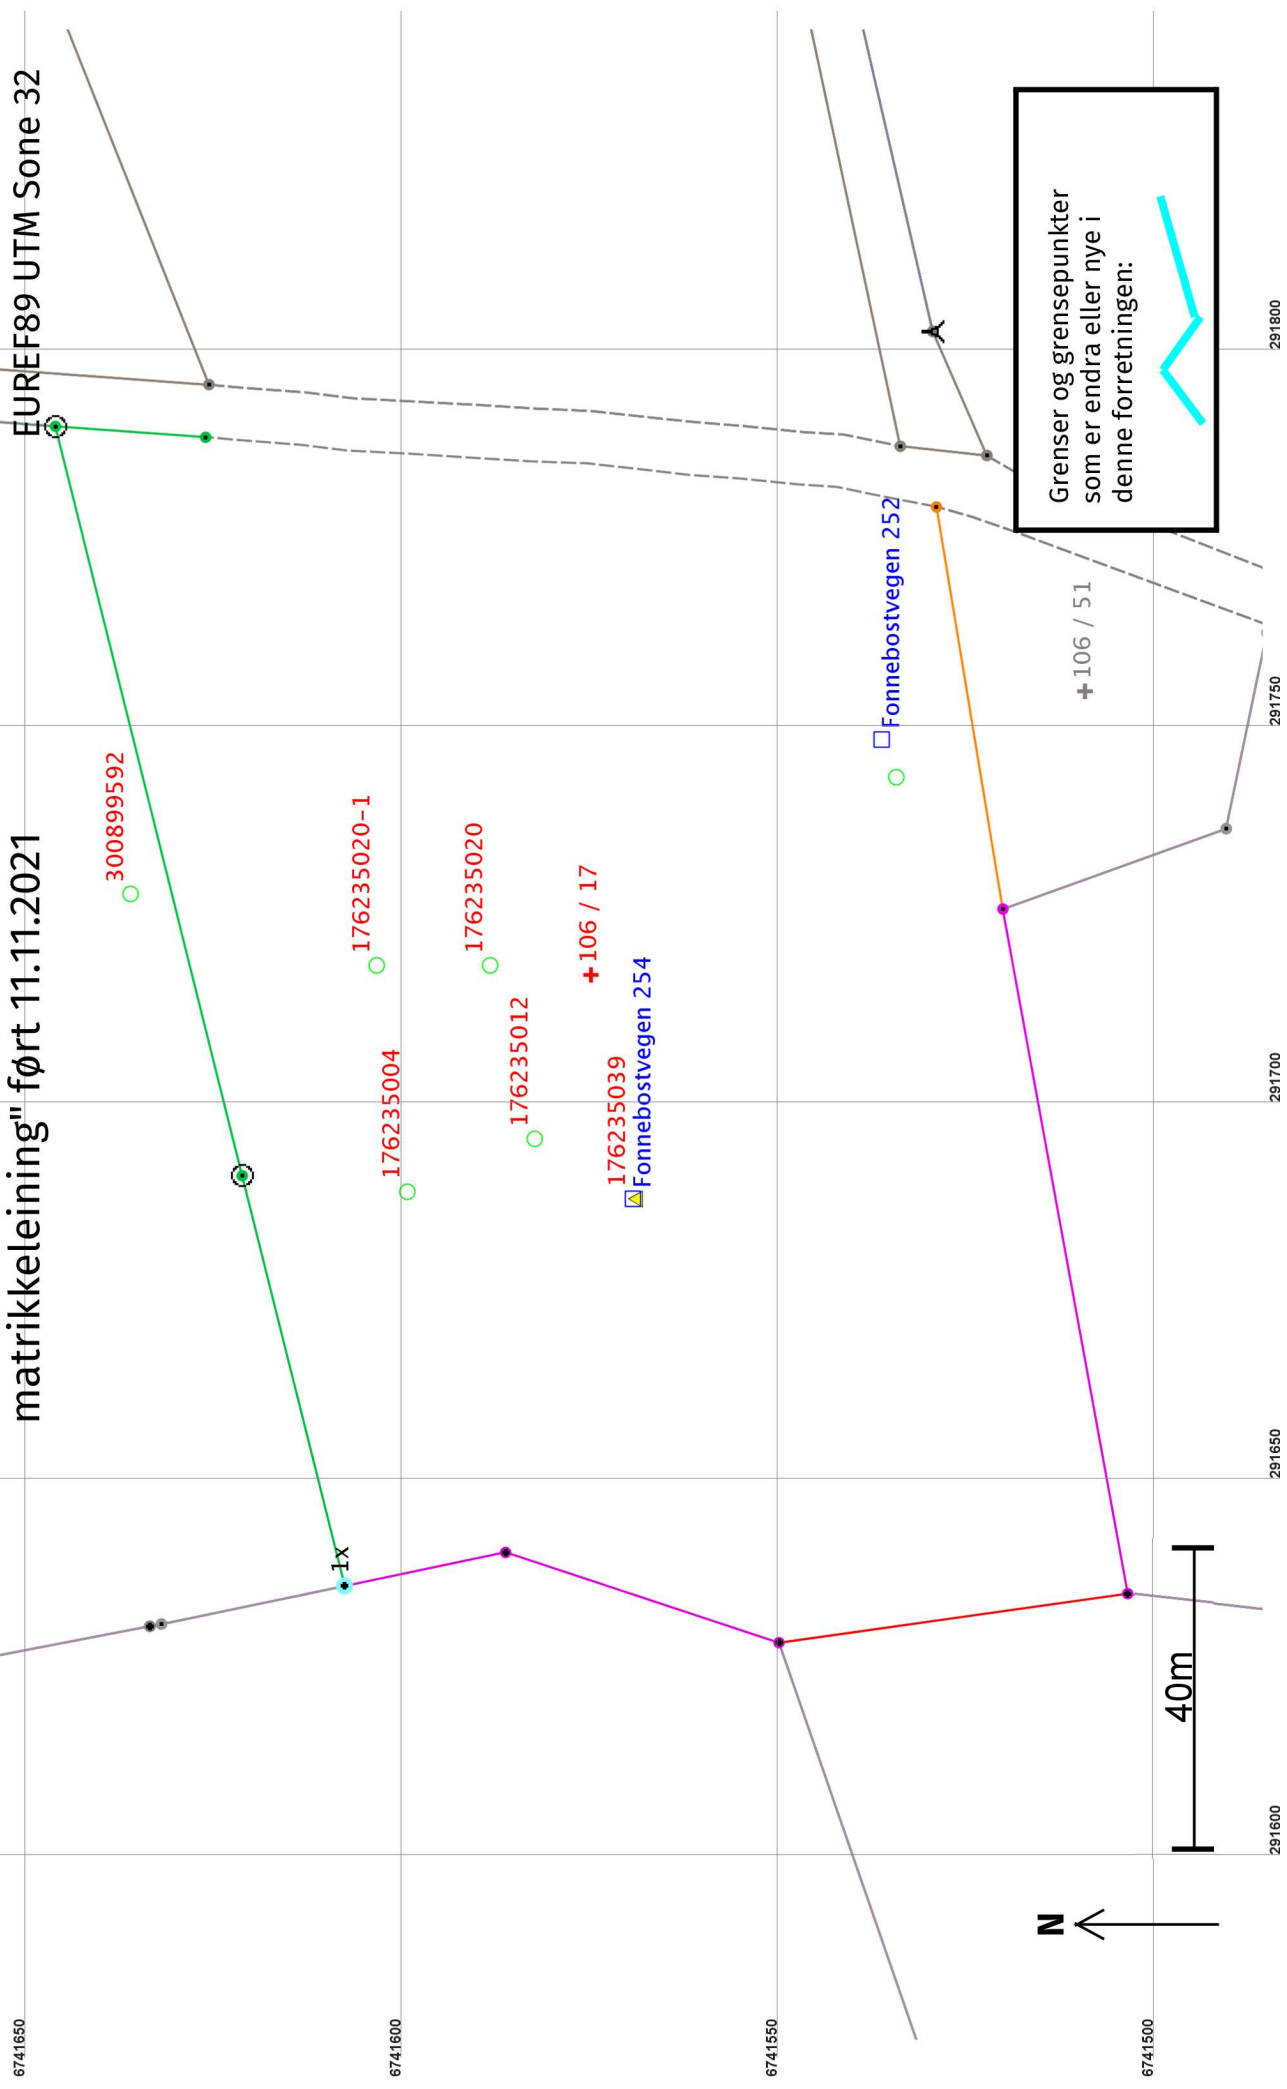 matrikkeleining" ført 11.11.2021
EUREF89 UTM Sone 32
300899592
176235020-1
176235004
176235020
176235012
106 / 17
176235039
Fonnebostvegen 254
Fonnebostvegen 252
106 / 51
1x
Grenser og grensepunkter
som er endra eller nye i
denne forretningen:
40m
N
6741650
6741600
6741550
6741500
291600
291650
291700
291750
291800